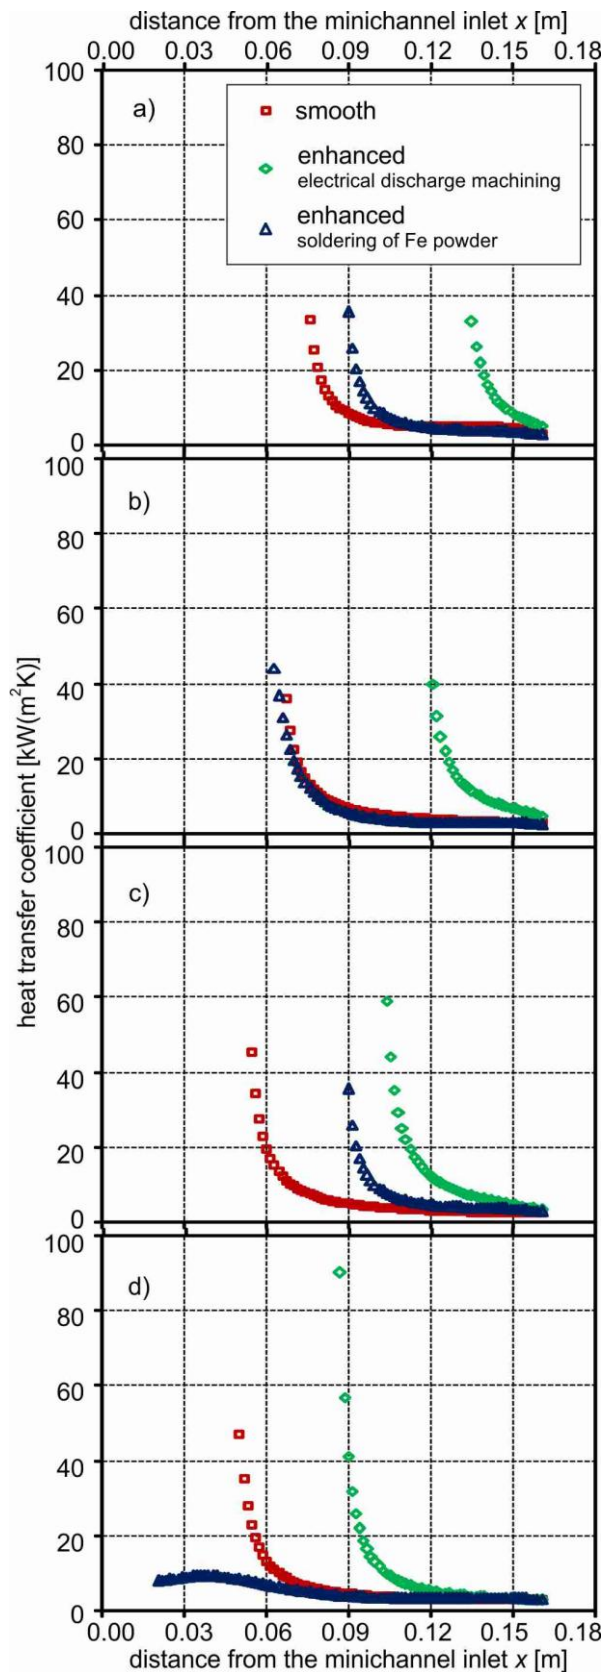 distance from the minichannel inlet x [m]
0.00 0.03 0.06 0.09 0.12 0.15 0.18
100
80
60
40
20
0
a)
smooth
enhanced
electrical discharge machining
enhanced
soldering of Fe powder
100
80
60
40
20
0
b)
heat transfer coefficient [kW(m²K)]
100
80
60
40
20
0
c)
100
80
60
40
20
0
d)
0.00 0.03 0.06 0.09 0.12 0.15 0.18
distance from the minichannel inlet x [m]